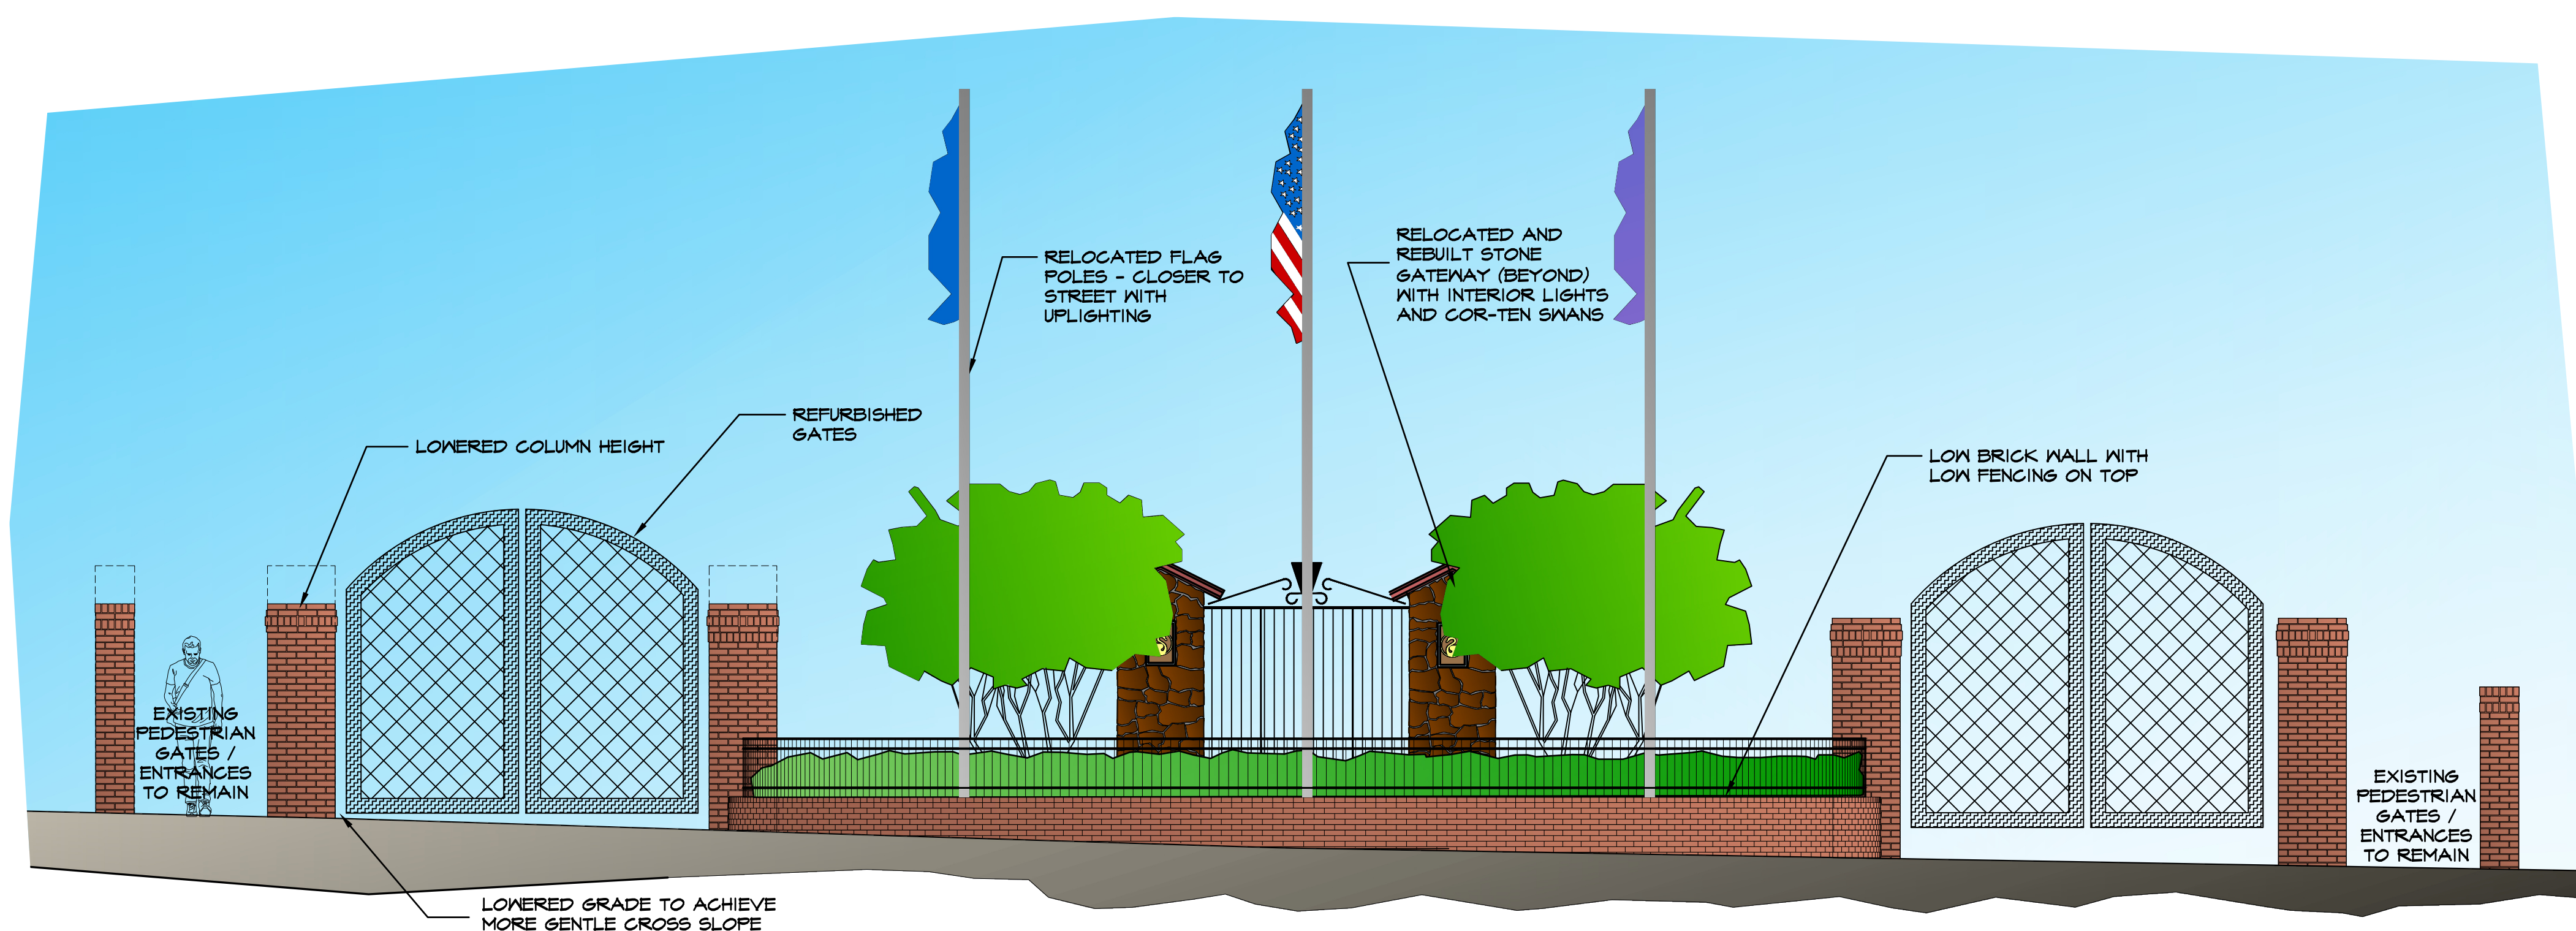 RELOCATED AND
REBUILT STONE
GATEWAY (BEYOND)
WITH INTERIOR LIGHTS
AND COR-TEN SWANS
RELOCATED FLAG
POLES - CLOSER TO
STREET WITH
UPLIGHTING
REFURBISHED
GATES
LOWERED COLUMN HEIGHT
LOW BRICK WALL WITH
LOW FENCING ON TOP
EXISTING
PEDESTRIAN
GATES /
ENTRANCES
TO REMAIN
EXISTING
PEDESTRIAN
GATES /
ENTRANCES
TO REMAIN
LOWERED GRADE TO ACHIEVE
MORE GENTLE CROSS SLOPE